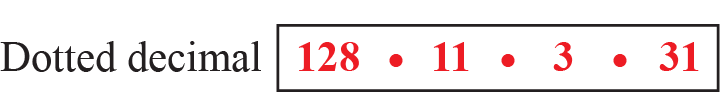 Dotted decimal 128 • 11 • 3 • 31